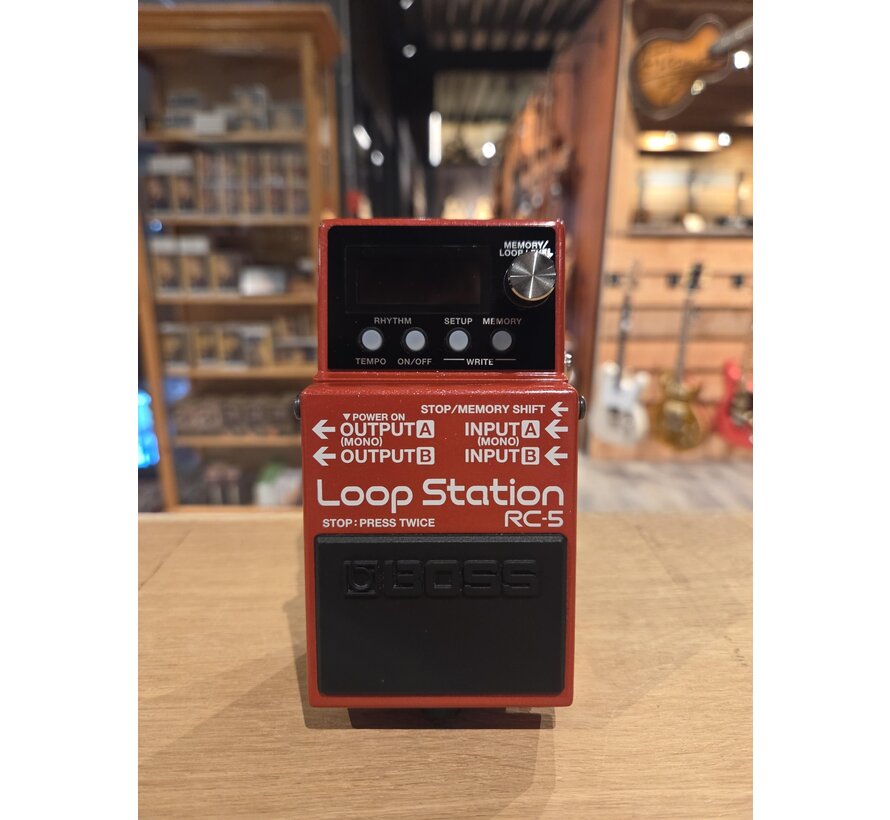 MEMORY/
LOOP LEVEL
RHYTHM SETUP MEMORY
TEMPO ON/OFF WRITE
STOP/MEMORY SHIFT ←
▼POWER ON
← OUTPUT A INPUT A ←
(MONO) (MONO)
← OUTPUT B INPUT B ←
Loop Station
STOP : PRESS TWICE RC-5
BOSS